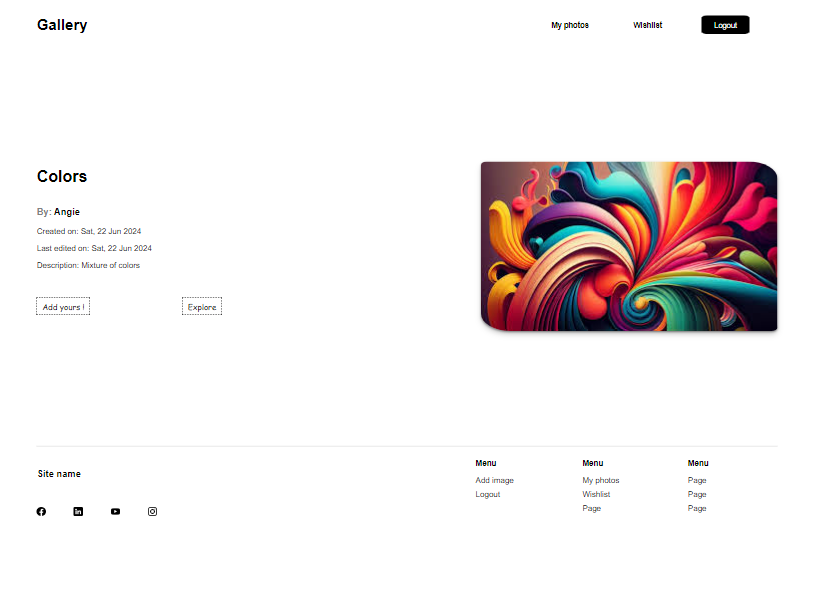 Gallery
My photos
Wishlist
Logout
Colors
By: Angie
Created on: Sat, 22 Jun 2024
Last edited on: Sat, 22 Jun 2024
Description: Mixture of colors
Add yours !
Explore
Site name
Menu
Add image
Logout
Menu
My photos
Wishlist
Page
Menu
Page
Page
Page